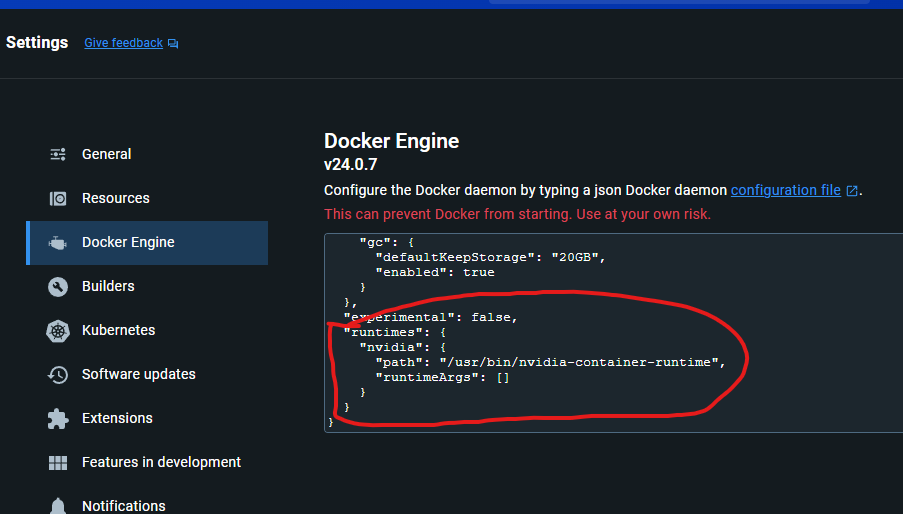 Settings Give feedback
General
Resources
Docker Engine
Builders
Kubernetes
Software updates
Extensions
Features in development
Notifications
Docker Engine
v24.0.7
Configure the Docker daemon by typing a json Docker daemon configuration file.
This can prevent Docker from starting. Use at your own risk.
"gc": {
"defaultKeepStorage": "20GB",
"enabled": true
}
},
"experimental": false,
"runtimes": {
"nvidia": {
"path": "/usr/bin/nvidia-container-runtime",
"runtimeArgs": []
}
}
}